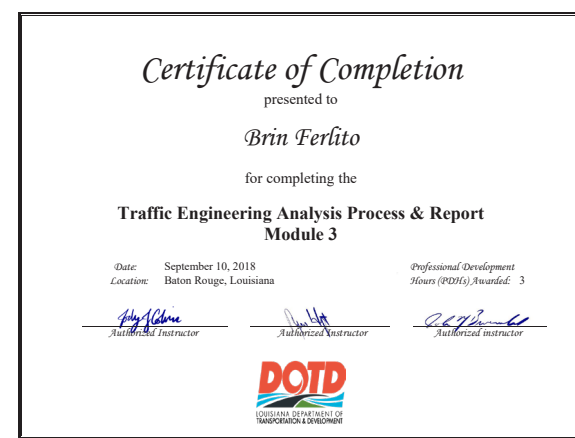 Certificate of Completion
presented to
Brin Ferlito
for completing the
Traffic Engineering Analysis Process & Report
Module 3
Date: September 10, 2018
Location: Baton Rouge, Louisiana
Professional Development
Hours (PDHs) Awarded: 3
Authorized Instructor
Authorized Instructor
Authorized instructor
DOTD
LOUISIANA DEPARTMENT OF
TRANSPORTATION & DEVELOPMENT